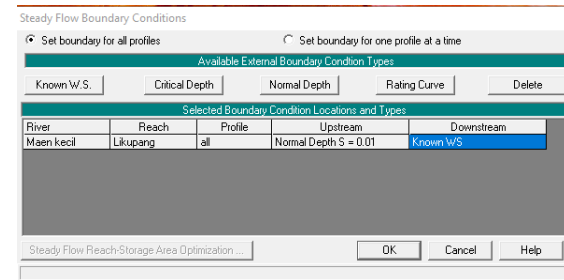 Steady Flow Boundary Conditions
Set boundary for all profiles Set boundary for one profile at a time
Available External Boundary Condtion Types
Known W.S. Critical Depth Normal Depth Rating Curve Delete
Selected Boundary Condition Locations and Types
River Reach Profile Upstream Downstream
Maen kecil Likupang all Normal Depth S = 0.01 Known WS
Steady Flow Reach-Storage Area Optimization ... OK Cancel Help